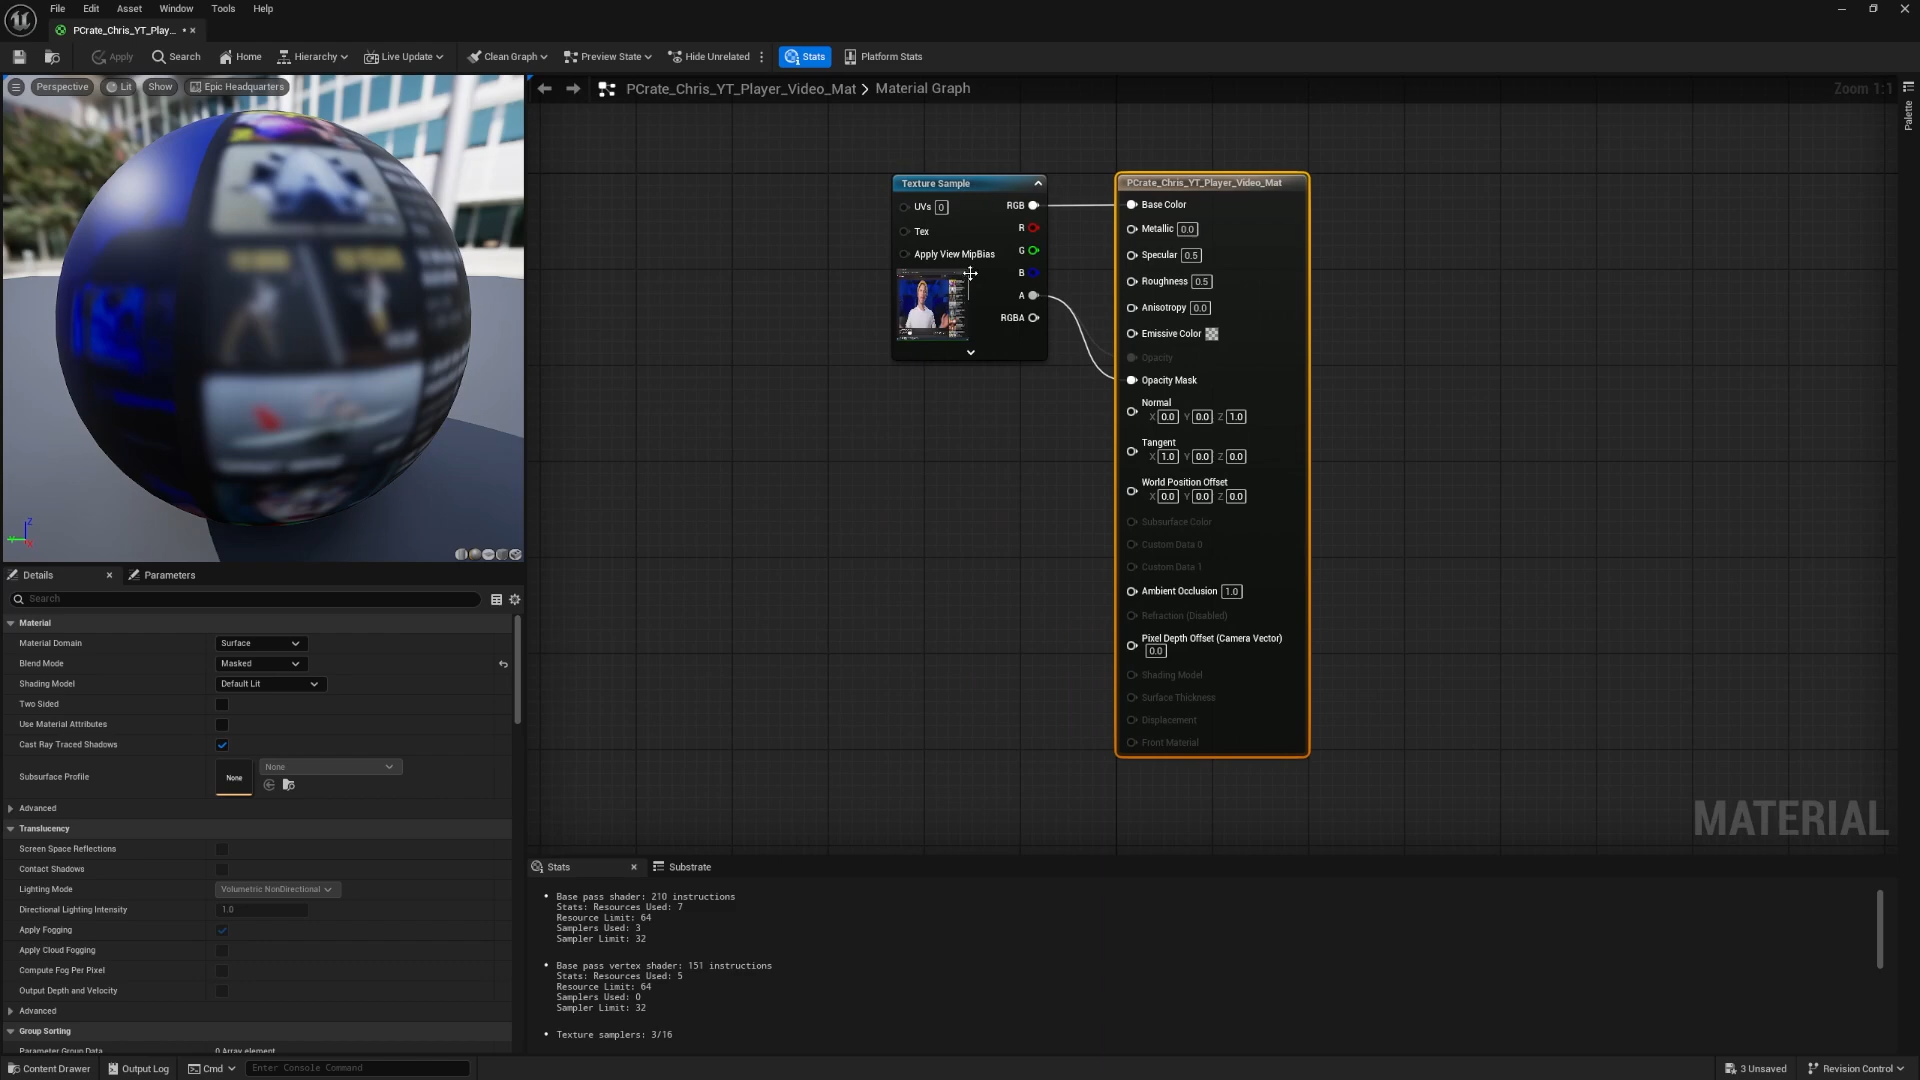 File Edit Asset Window Tools Help
PCrate_Chris_YT_Play...
Apply Search Home Hierarchy Live Update Clean Graph Preview State Hide Unrelated Stats Platform Stats
Perspective Lit Show Epic Headquarters
PCrate_Chris_YT_Player_Video_Mat > Material Graph
Zoom 1:1
Palette
Texture Sample
UVs 0
Tex
Apply View MipBias
RGB
R
G
B
A
RGBA
PCrate_Chris_YT_Player_Video_Mat
Base Color
Metallic 0.0
Specular 0.5
Roughness 0.5
Anisotropy 0.0
Emissive Color
Opacity
Opacity Mask
Normal
X 0.0 Y 0.0 Z 1.0
Tangent
X 1.0 Y 0.0 Z 0.0
World Position Offset
X 0.0 Y 0.0 Z 0.0
Subsurface Color
Custom Data 0
Custom Data 1
Ambient Occlusion 1.0
Refraction (Disabled)
Pixel Depth Offset (Camera Vector)
0.0
Shading Model
Surface Thickness
Displacement
Front Material
MATERIAL
Z
Y
X
Details Parameters
Search
Material
Material Domain Surface
Blend Mode Masked
Shading Model Default Lit
Two Sided
Use Material Attributes
Cast Ray Traced Shadows
Subsurface Profile None None
Advanced
Translucency
Screen Space Reflections
Contact Shadows
Lighting Mode Volumetric NonDirectional
Directional Lighting Intensity 1.0
Apply Fogging
Apply Cloud Fogging
Compute Fog Per Pixel
Output Depth and Velocity
Advanced
Group Sorting
Parameter Group Data 0 Array element
Stats Substrate
• Base pass shader: 210 instructions
Stats: Resources Used: 7
Resource Limit: 64
Samplers Used: 3
Sampler Limit: 32
• Base pass vertex shader: 151 instructions
Stats: Resources Used: 5
Resource Limit: 64
Samplers Used: 0
Sampler Limit: 32
• Texture samplers: 3/16
Content Drawer Output Log Cmd Enter Console Command
3 Unsaved Revision Control